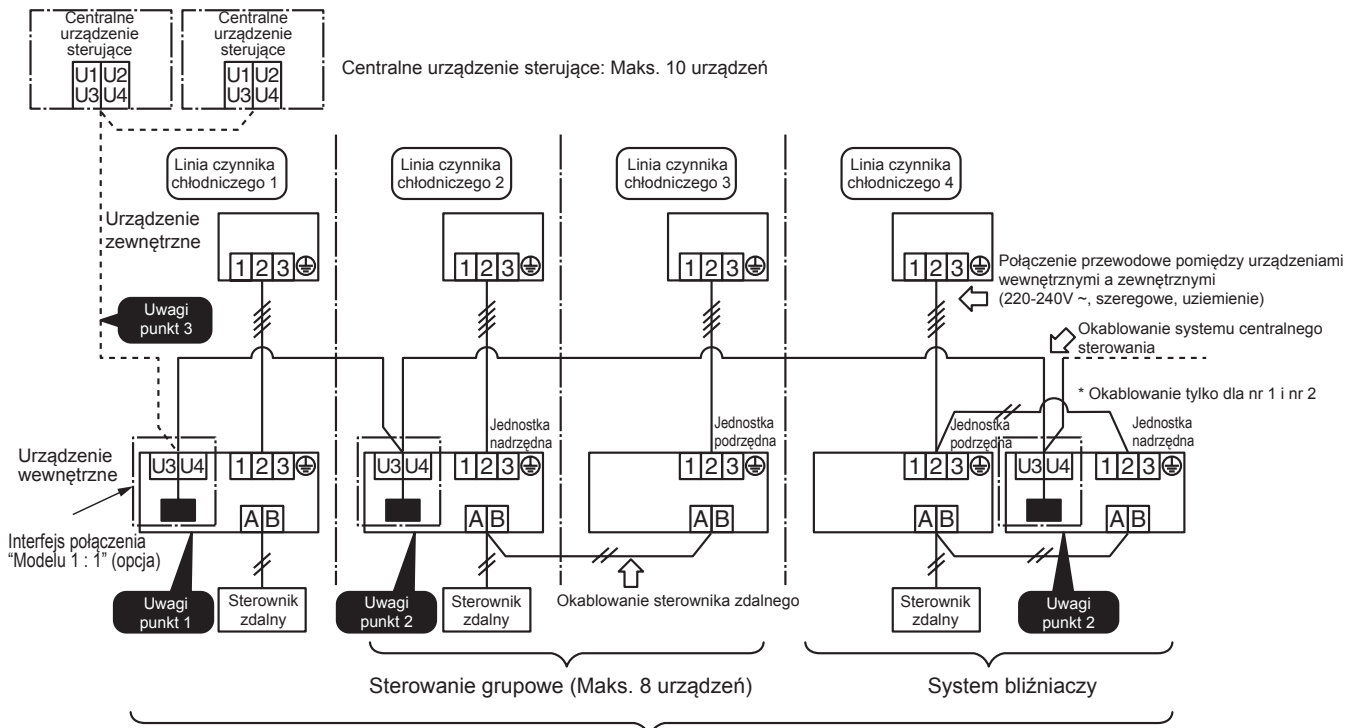 Centralne
urządzenie
sterujące
U1 U2
U3 U4
Centralne
urządzenie
sterujące
U1 U2
U3 U4
Centralne urządzenie sterujące: Maks. 10 urządzeń
Linia czynnika
chłodniczego 1
Linia czynnika
chłodniczego 2
Linia czynnika
chłodniczego 3
Linia czynnika
chłodniczego 4
Urządzenie
zewnętrzne
1 2 3
1 2 3
1 2 3
1 2 3
Połączenie przewodowe pomiędzy urządzeniami
wewnętrznymi a zewnętrznymi
(220-240V ~, szeregowe, uziemienie)
Uwagi
punkt 3
Okablowanie systemu centralnego
sterowania
* Okablowanie tylko dla nr 1 i nr 2
Urządzenie
wewnętrzne
U3 U4
1 2 3
A B
U3 U4
Jednostka
nadrzędna
1 2 3
A B
Jednostka
podrzędna
1 2 3
A B
Jednostka
podrzędna
1 2 3
A B
U3 U4
Jednostka
nadrzędna
1 2 3
A B
Interfejs połączenia
“Modelu 1 : 1” (opcja)
Uwagi
punkt 1
Sterownik
zdalny
Uwagi
punkt 2
Sterownik
zdalny
Okablowanie sterownika zdalnego
Sterownik
zdalny
Uwagi
punkt 2
Sterowanie grupowe (Maks. 8 urządzeń)
System bliźniaczy